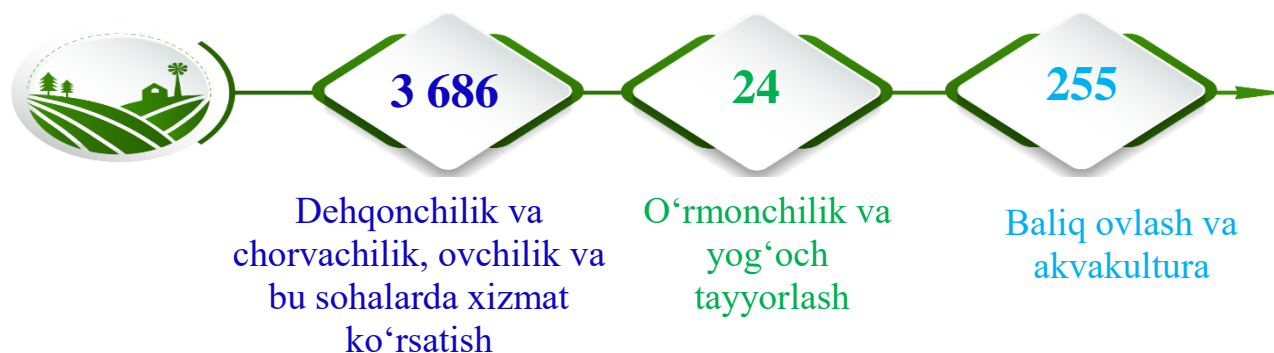 3 686
24
255
Dehqonchilik va
chorvachilik, ovchilik va
bu sohalarda xizmat
ko‘rsatish
O‘rmonchilik va
yog‘och
tayyorlash
Baliq ovlash va
akvakultura